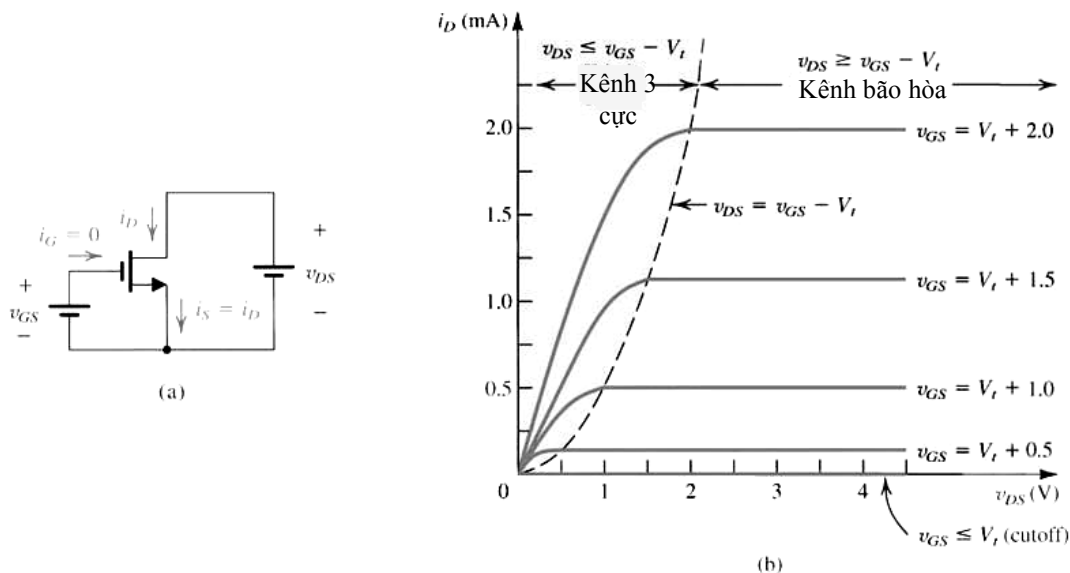 i_D
i_G = 0
+
v_GS
−
i_S = i_D
+
v_DS
−
(a)
i_D (mA)
v_DS ≤ v_GS − V_t
Kênh 3
cực
v_DS ≥ v_GS − V_t
Kênh bão hòa
2.0
v_GS = V_t + 2.0
1.5
v_DS = v_GS − V_t
1.0
v_GS = V_t + 1.5
0.5
v_GS = V_t + 1.0
v_GS = V_t + 0.5
0
1
2
3
4
v_DS (V)
v_GS ≤ V_t (cutoff)
(b)